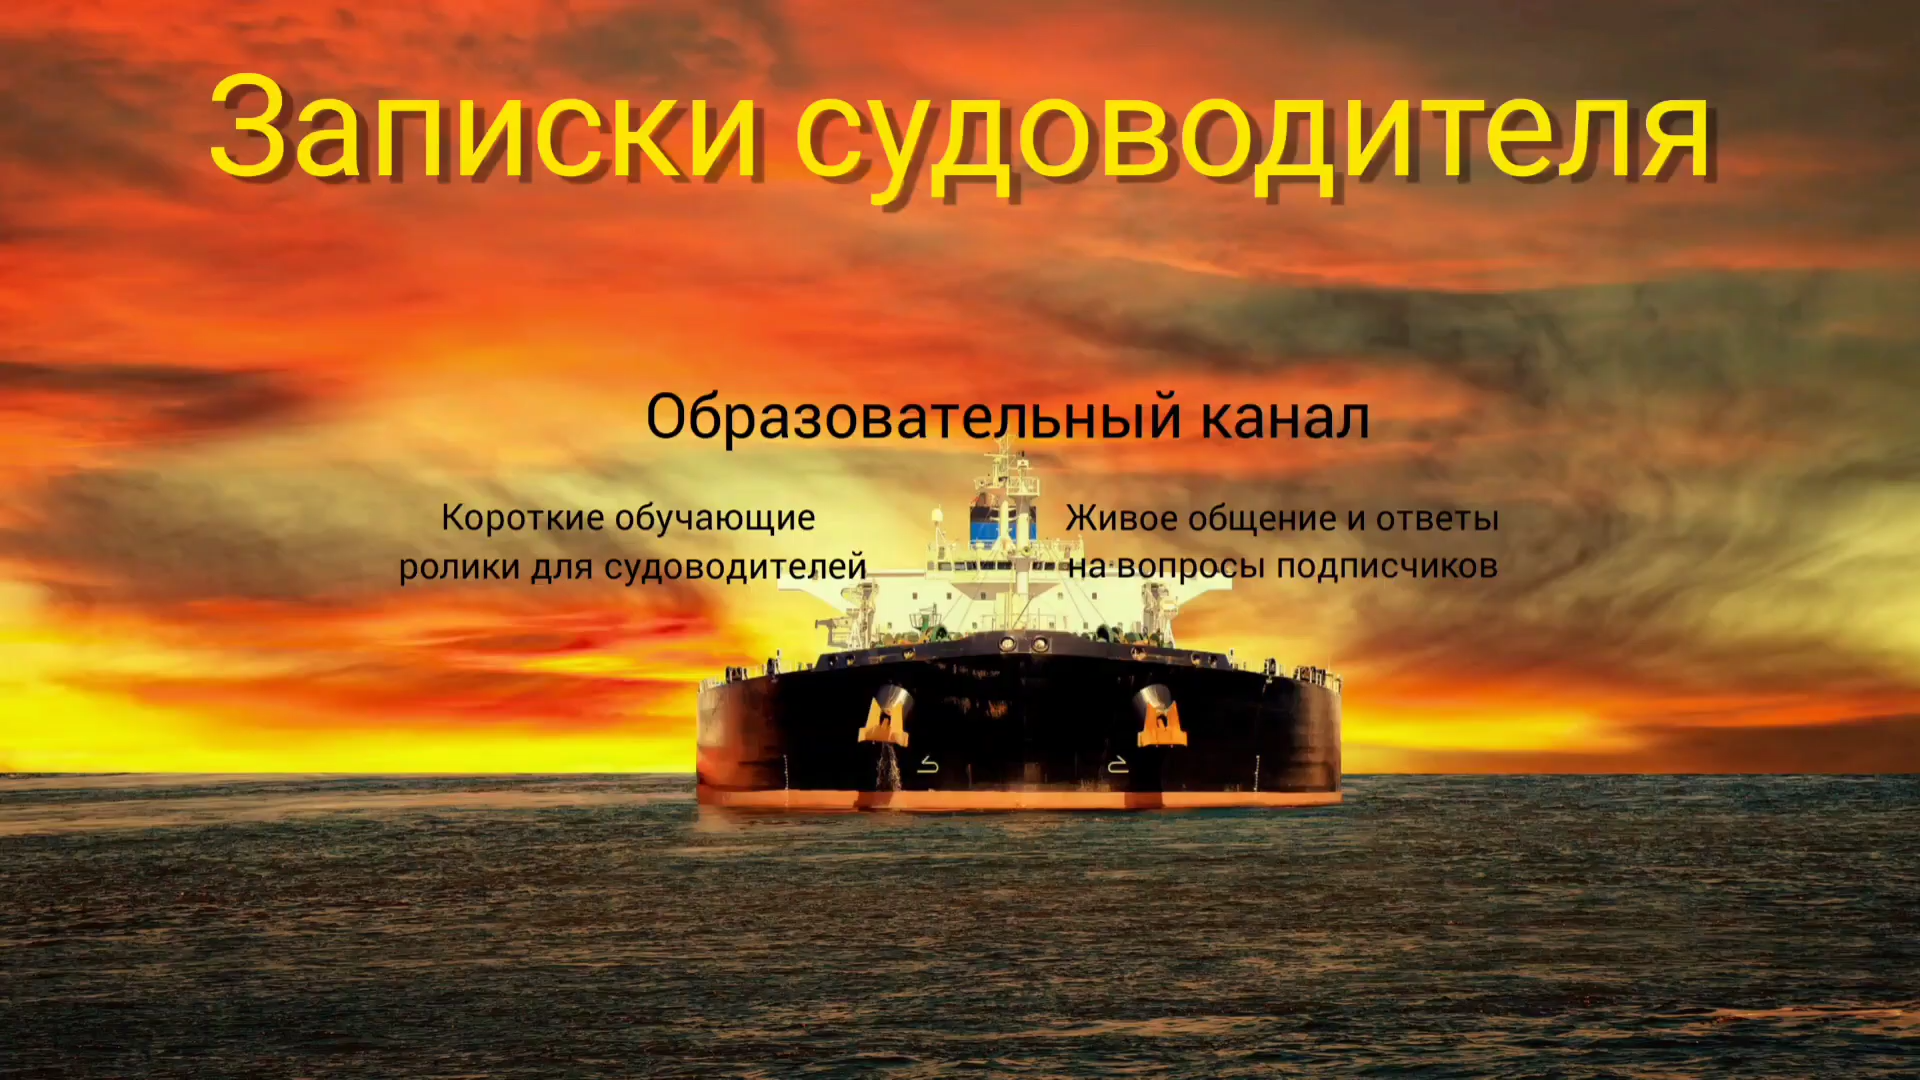 Записки судоводителя
Образовательный канал
Короткие обучающие
ролики для судоводителей
Живое общение и ответы
на вопросы подписчиков